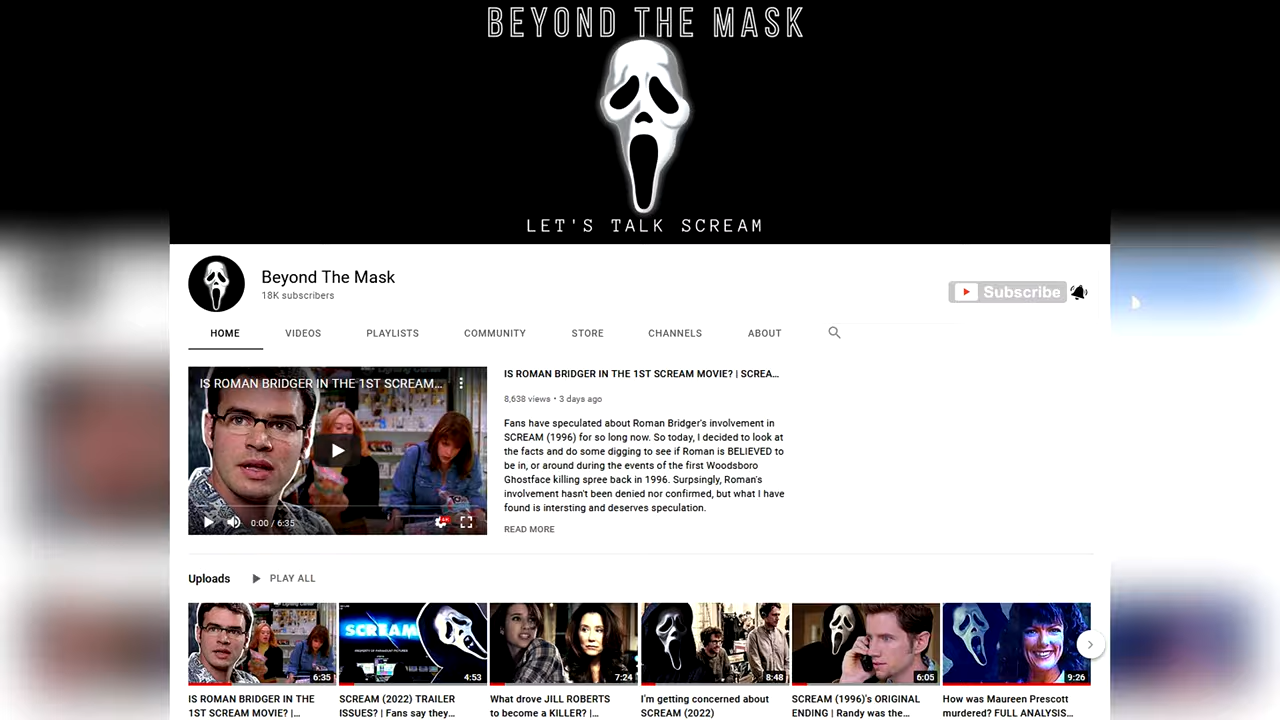 BEYOND THE MASK
LET'S TALK SCREAM
Beyond The Mask
18K subscribers
Subscribe
HOME VIDEOS PLAYLISTS COMMUNITY STORE CHANNELS ABOUT
IS ROMAN BRIDGER IN THE 1ST SCREAM...
0:00 / 6:35
IS ROMAN BRIDGER IN THE 1ST SCREAM MOVIE? | SCREA...
8,638 views • 3 days ago
Fans have speculated about Roman Bridger's involvement in
SCREAM (1996) for so long now. So today, I decided to look at
the facts and do some digging to see if Roman is BELIEVED to
be in, or around during the events of the first Woodsboro
Ghostface killing spree back in 1996. Surpsingly, Roman's
involvement hasn't been denied nor confirmed, but what I have
found is intersting and deserves speculation.
READ MORE
Uploads PLAY ALL
SCREAM
6:35 4:53 7:24 8:48 6:05 9:26
IS ROMAN BRIDGER IN THE
1ST SCREAM MOVIE? |...
SCREAM (2022) TRAILER
ISSUES? | Fans say they...
What drove JILL ROBERTS
to become a KILLER? |...
I'm getting concerned about
SCREAM (2022)
SCREAM (1996)'s ORIGINAL
ENDING | Randy was the...
How was Maureen Prescott
murdered? FULL ANALYSIS...